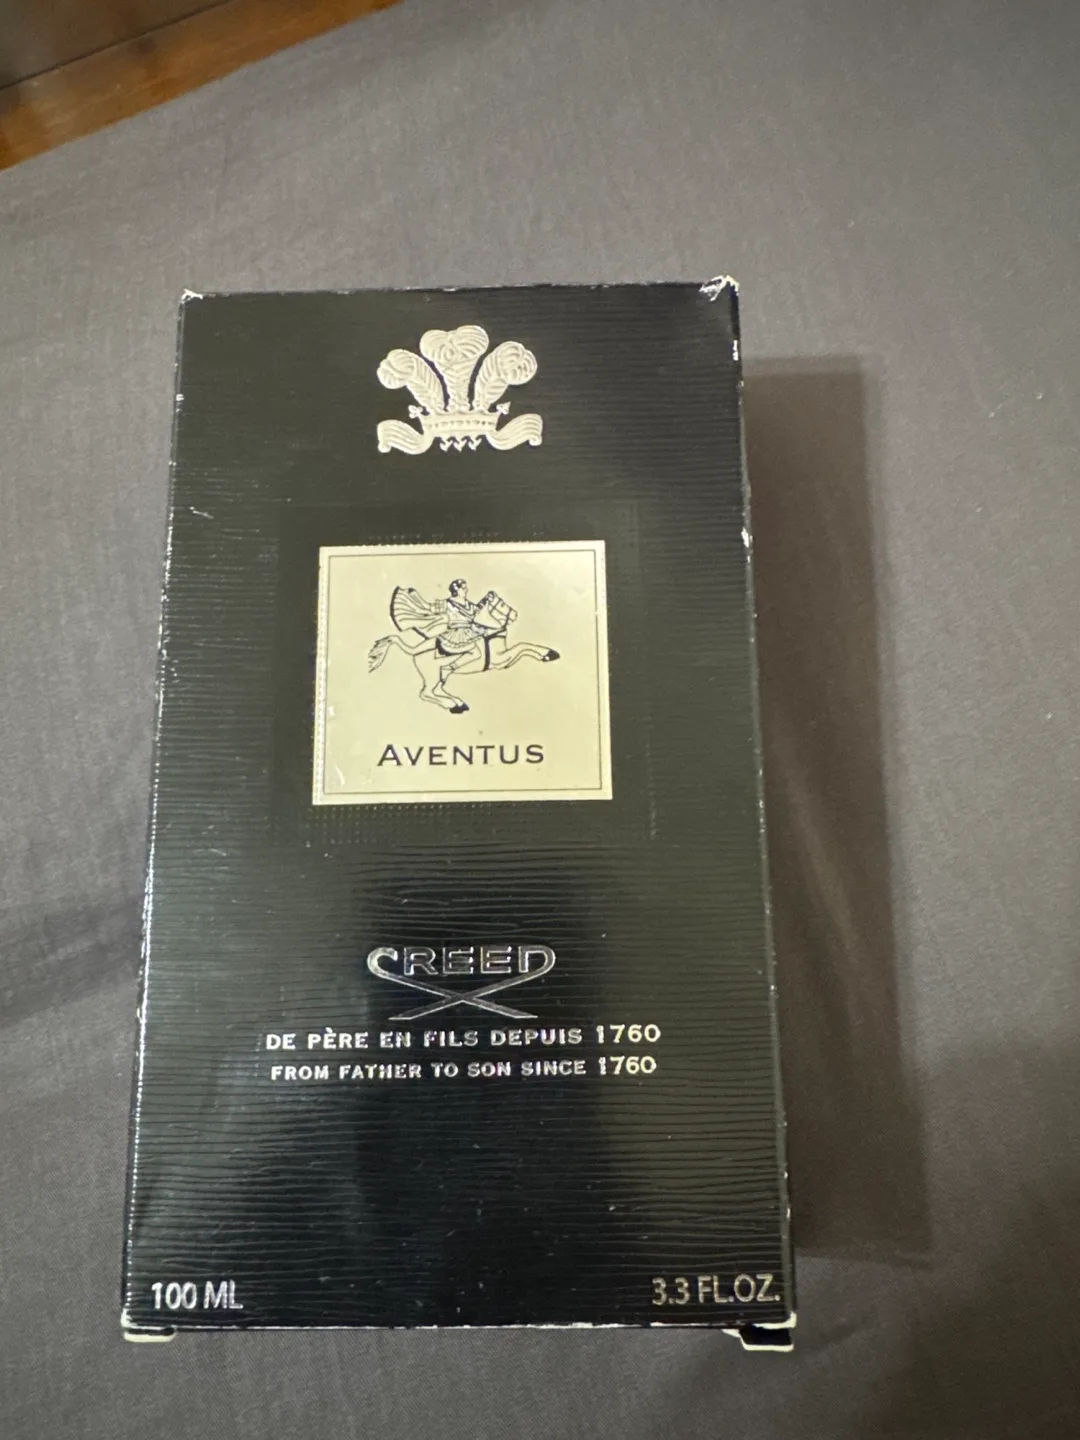 AVENTUS
CREED
DE PÈRE EN FILS DEPUIS 1760
FROM FATHER TO SON SINCE 1760
100 ML
3.3 FL.OZ.